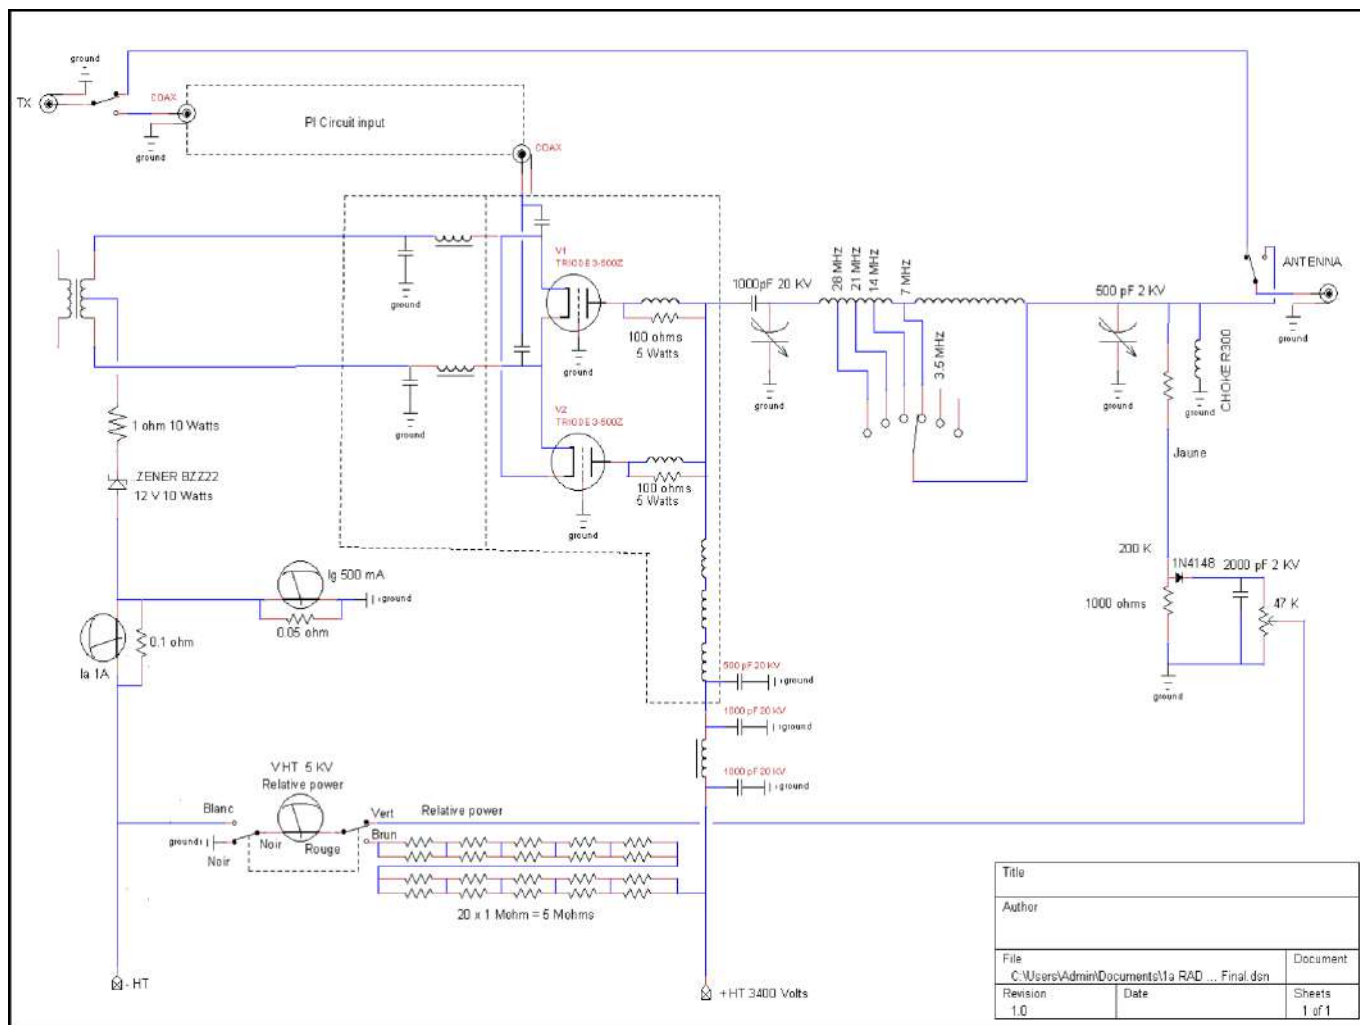 ground
TX
COAX
ground
PI Circuit input
COAX
ground
V1
TRIODE 3-500Z
100 ohms
5 Watts
ground
ground
V2
TRIODE 3-500Z
100 ohms
5 Watts
ground
ground
1 ohm 10 Watts
ZENER BZZ22
12 V 10 Watts
1000pF 20 KV
ground
28 MHz
21 MHz
14 MHz
7 MHz
3.5 MHz
500 pF 2 KV
ground
ground
CHOKE R300
ANTENNA
ground
Jaune
200 K
1N4148
2000 pF 2 KV
1000 ohms
47 K
ground
Ig 500 mA
ground
0.05 ohm
0.1 ohm
Ia 1A
500 pF 20 KV
ground
1000 pF 20 KV
ground
1000 pF 20 KV
ground
VHT 5 KV
Relative power
Blanc
Vert
Relative power
ground
Noir
Rouge
Brun
Noir
20 x 1 Mohm = 5 Mohms
- HT
+HT 3400 Volts
Title
Author
File
Document
C:\Users\Admin\Documents\1a RAD ... Final.dsn
Revision
Date
Sheets
1.0
1 of 1